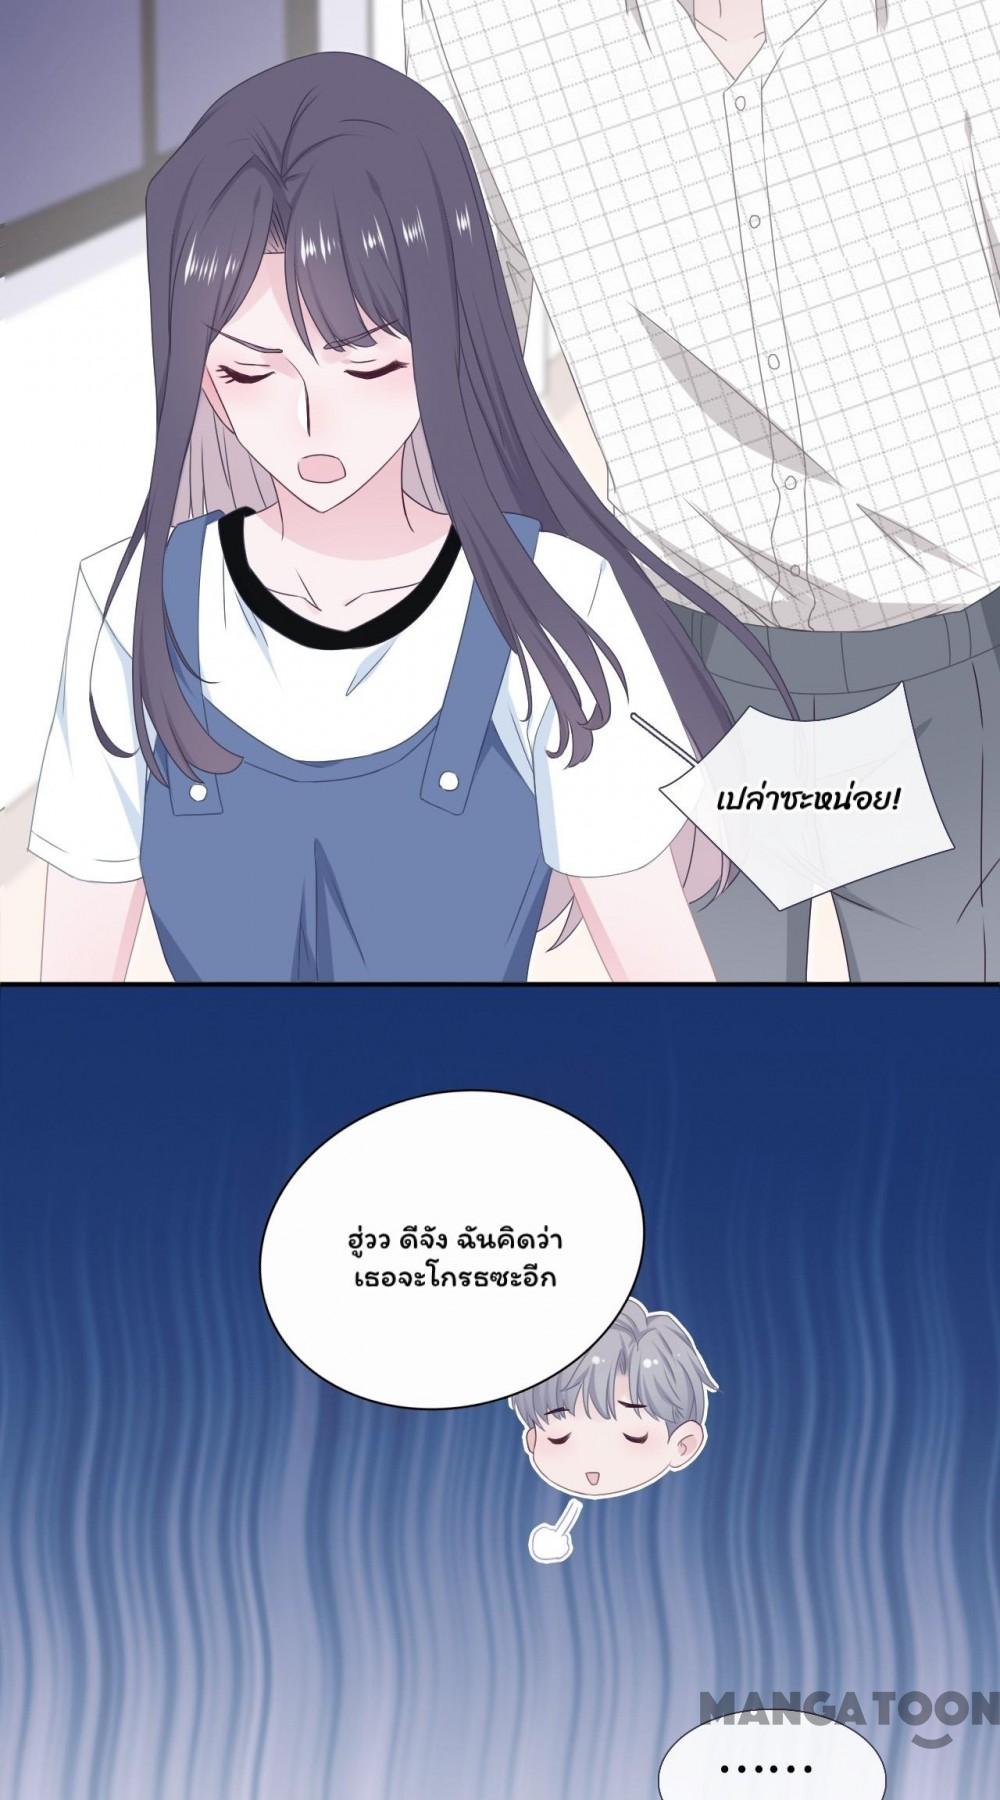 เปล่าซะหน่อย!
ฮู่วว ดีจัง ฉันคิดว่า
เธอจะโกรธซะอีก
MANGATOON
......